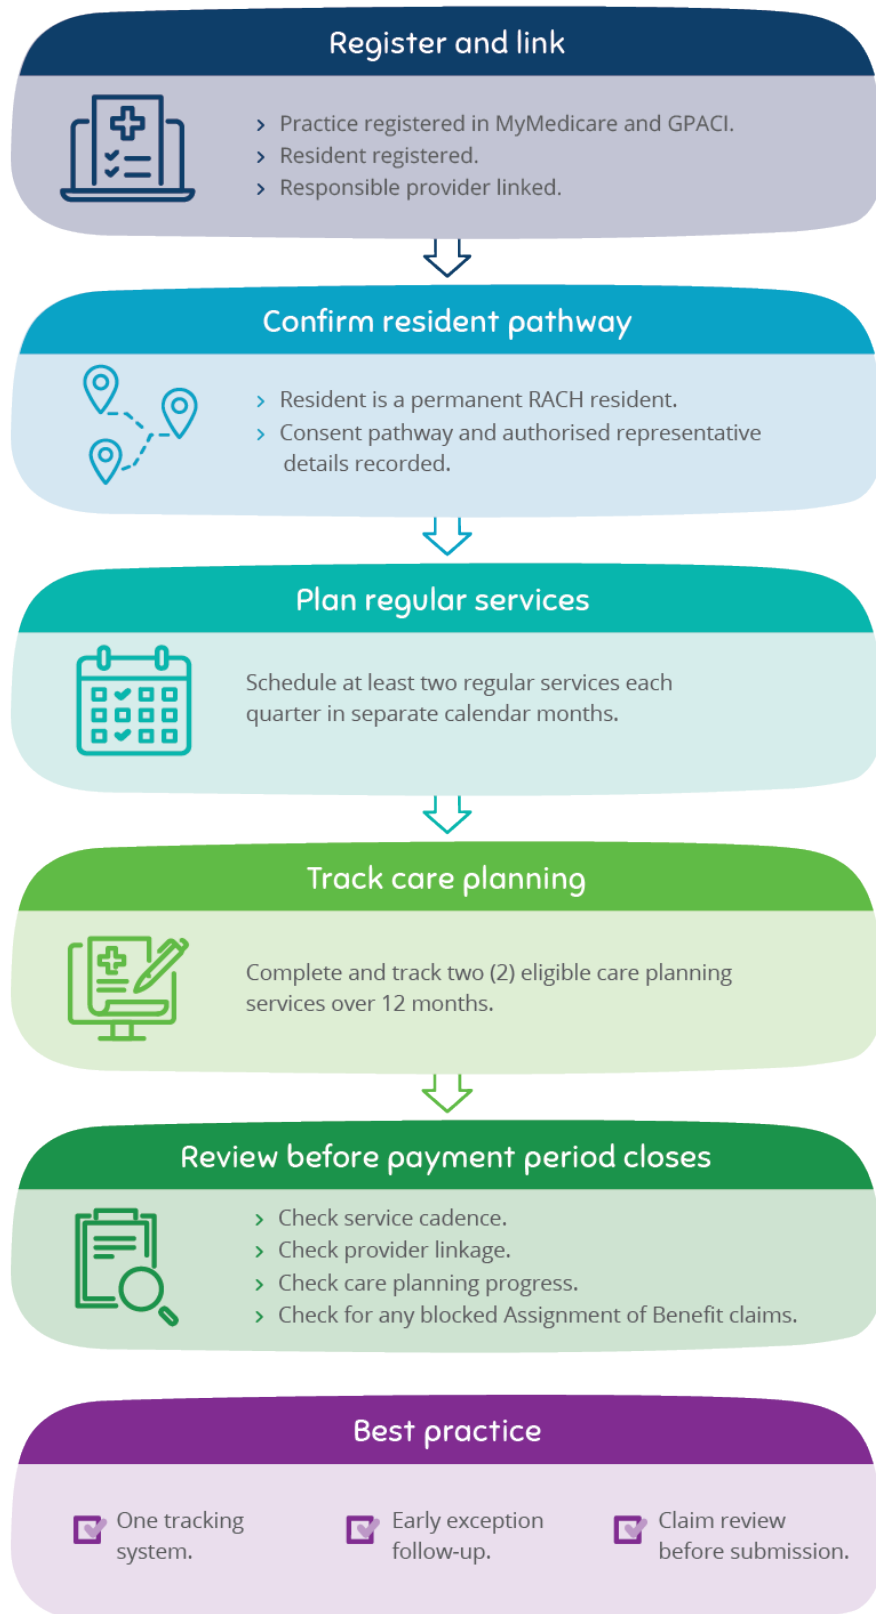 Register and link
Practice registered in MyMedicare and GPACI.
Resident registered.
Responsible provider linked.
Confirm resident pathway
Resident is a permanent RACH resident.
Consent pathway and authorised representative
details recorded.
Plan regular services
Schedule at least two regular services each
quarter in separate calendar months.
Track care planning
Complete and track two (2) eligible care planning
services over 12 months.
Review before payment period closes
Check service cadence.
Check provider linkage.
Check care planning progress.
Check for any blocked Assignment of Benefit claims.
Best practice
One tracking
system.
Early exception
follow-up.
Claim review
before submission.